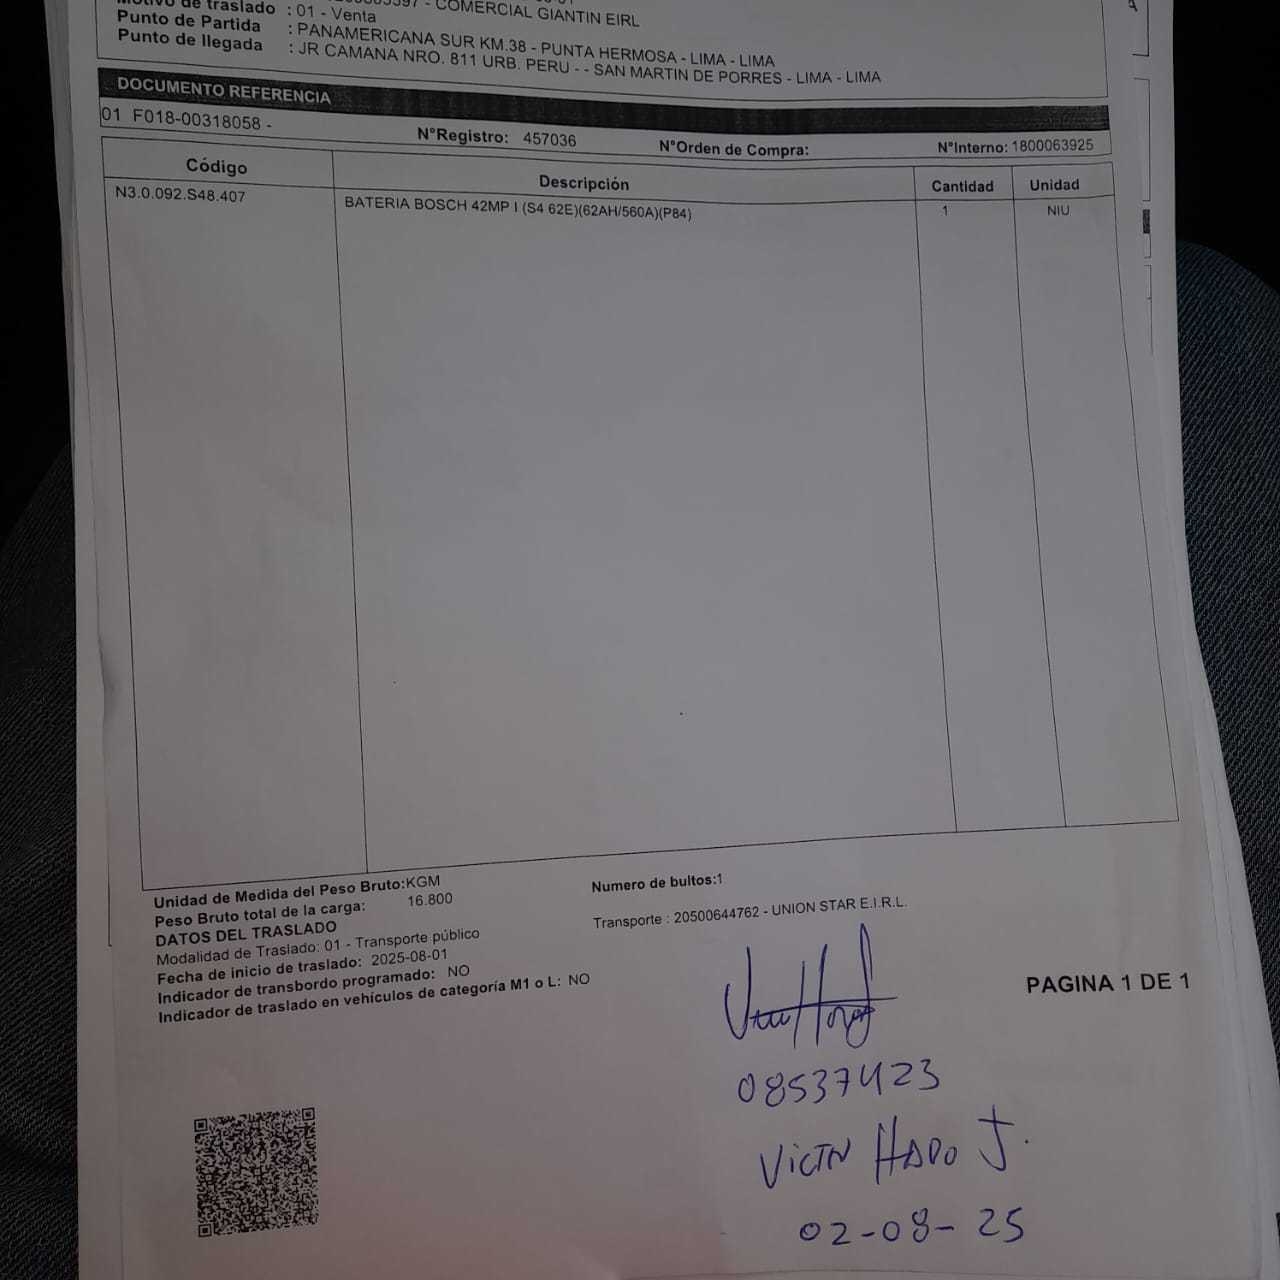 - COMERCIAL GIANTIN EIRL
Motivo de traslado : 01 - Venta
Punto de Partida : PANAMERICANA SUR KM.38 - PUNTA HERMOSA - LIMA - LIMA
Punto de llegada : JR CAMANA NRO. 811 URB. PERU - - SAN MARTIN DE PORRES - LIMA - LIMA
DOCUMENTO REFERENCIA
01 F018-00318058 - N°Registro: 457036 N°Orden de Compra: N°Interno: 1800063925
Código Descripción Cantidad Unidad
N3.0.092.S48.407 BATERIA BOSCH 42MP I (S4 62E)(62AH/560A)(P84) 1 NIU
Unidad de Medida del Peso Bruto:KGM Numero de bultos:1
Peso Bruto total de la carga: 16.800
DATOS DEL TRASLADO Transporte : 20500644762 - UNION STAR E.I.R.L.
Modalidad de Traslado: 01 - Transporte público
Fecha de inicio de traslado: 2025-08-01
Indicador de transbordo programado: NO
Indicador de traslado en vehículos de categoría M1 o L: NO
PAGINA 1 DE 1
08537423
J.
02-08-25